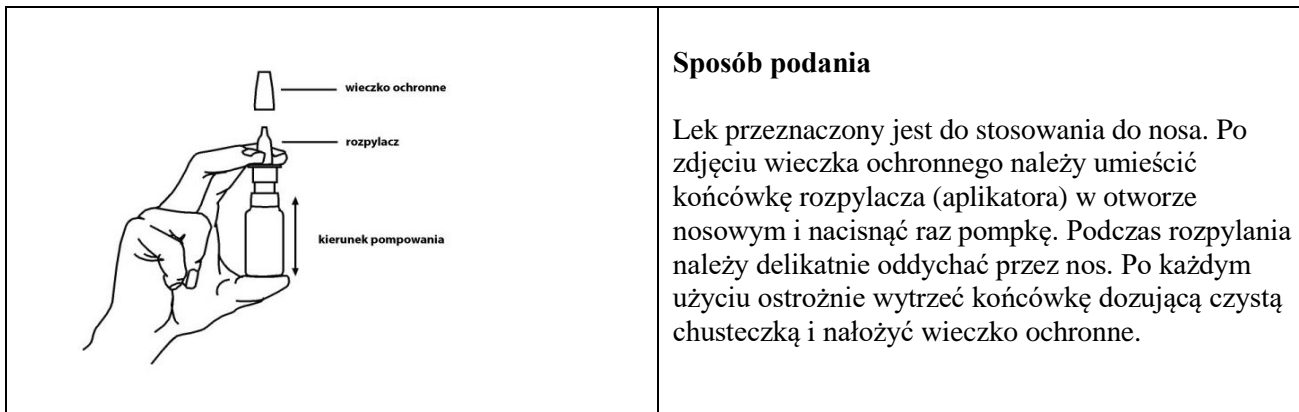 wieczko ochronne
rozpylacz
kierunek pompowania
Sposób podania
Lek przeznaczony jest do stosowania do nosa. Po
zdjęciu wieczka ochronnego należy umieścić
końcówkę rozpylacza (aplikatora) w otworze
nosowym i nacisnąć raz pompkę. Podczas rozpylania
należy delikatnie oddychać przez nos. Po każdym
użyciu ostrożnie wytrzeć końcówkę dozującą czystą
chusteczką i nałożyć wieczko ochronne.